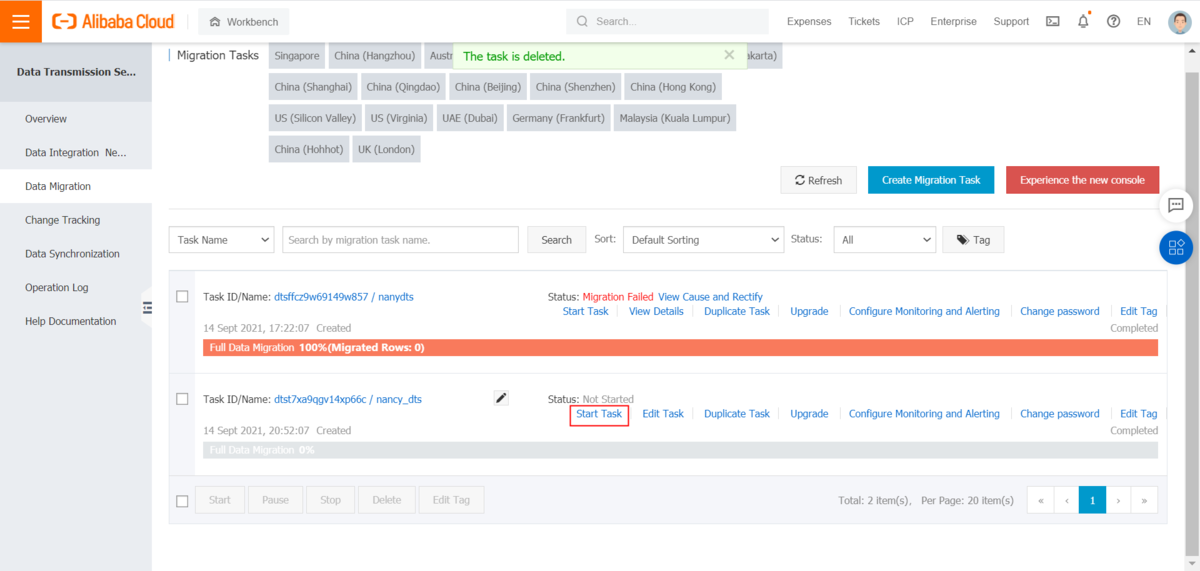 Alibaba Cloud
Workbench
Search...
Expenses
Tickets
ICP
Enterprise
Support
EN
Data Transmission Se...
Overview
Data Integration Ne...
Data Migration
Change Tracking
Data Synchronization
Operation Log
Help Documentation
Migration Tasks
Singapore
China (Hangzhou)
The task is deleted.
China (Shanghai)
China (Qingdao)
China (Beijing)
China (Shenzhen)
China (Hong Kong)
US (Silicon Valley)
US (Virginia)
UAE (Dubai)
Germany (Frankfurt)
Malaysia (Kuala Lumpur)
China (Hohhot)
UK (London)
Refresh
Create Migration Task
Experience the new console
Task Name
Search by migration task name.
Search
Sort:
Default Sorting
Status:
All
Tag
Task ID/Name: dtsffcz9w69149w857 / nanydts
Status: Migration Failed View Cause and Rectify
Start Task
View Details
Duplicate Task
Upgrade
Configure Monitoring and Alerting
Change password
Edit Tag
14 Sept 2021, 17:22:07 Created
Completed
Full Data Migration 100%(Migrated Rows: 0)
Task ID/Name: dtst7xa9qgv14xp66c / nancy_dts
Status: Not Started
Start Task
Edit Task
Duplicate Task
Upgrade
Configure Monitoring and Alerting
Change password
Edit Tag
14 Sept 2021, 20:52:07 Created
Completed
Full Data Migration 0%
Start
Pause
Stop
Delete
Edit Tag
Total: 2 item(s),
Per Page: 20 item(s)
«
‹
1
›
»